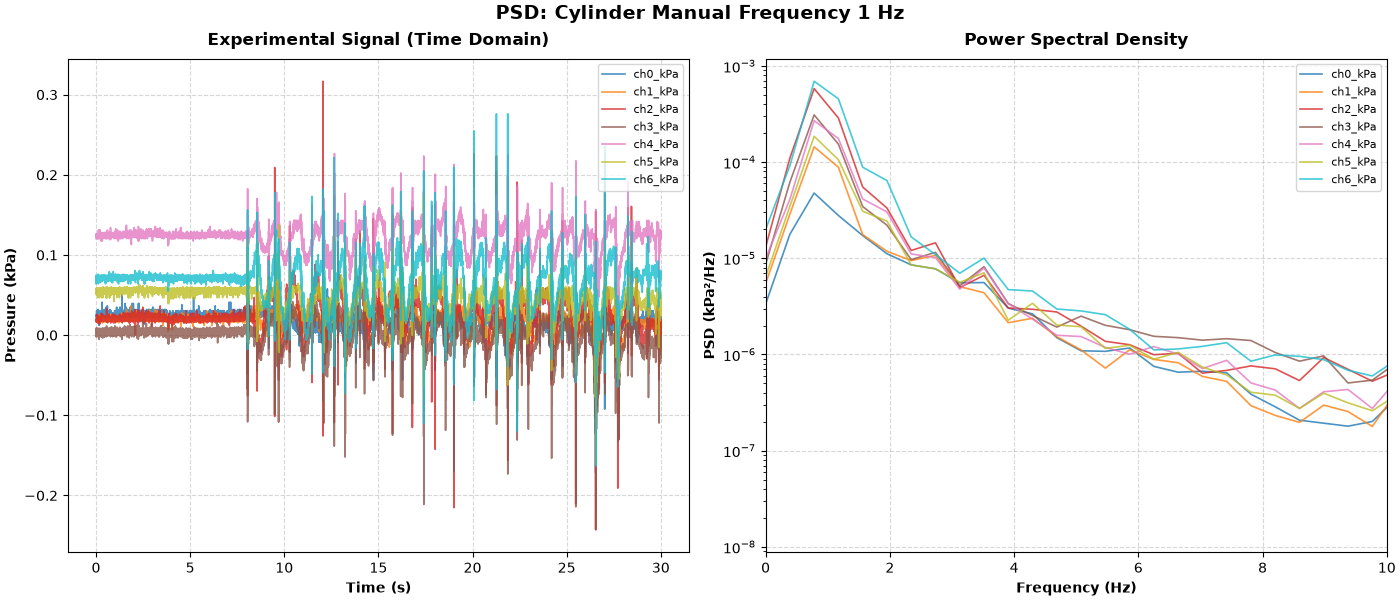 PSD: Cylinder Manual Frequency 1 Hz
Experimental Signal (Time Domain)
Pressure (kPa)
0.3
0.2
0.1
0.0
−0.1
−0.2
ch0_kPa
ch1_kPa
ch2_kPa
ch3_kPa
ch4_kPa
ch5_kPa
ch6_kPa
0 5 10 15 20 25 30
Time (s)
Power Spectral Density
PSD (kPa²/Hz)
10⁻³
10⁻⁴
10⁻⁵
10⁻⁶
10⁻⁷
10⁻⁸
ch0_kPa
ch1_kPa
ch2_kPa
ch3_kPa
ch4_kPa
ch5_kPa
ch6_kPa
0 2 4 6 8 10
Frequency (Hz)